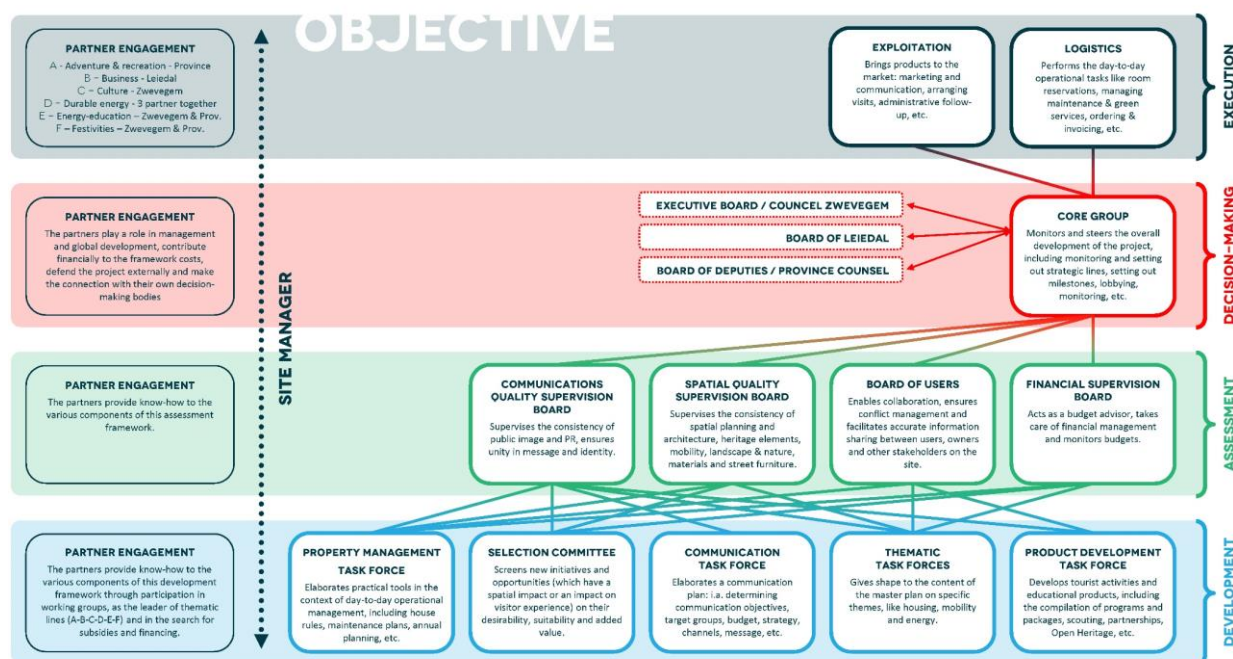 OBJECTIVE
PARTNER ENGAGEMENT
A - Adventure & recreation - Province
B – Business - Leiedal
C – Culture - Zwevegem
D – Durable energy - 3 partner together
E – Energy-education – Zwevegem & Prov.
F – Festivities – Zwevegem & Prov.
EXPLOITATION
Brings products to the
market: marketing and
communication, arranging
visits, administrative follow-
up, etc.
LOGISTICS
Performs the day-to-day
operational tasks like room
reservations, managing
maintenance & green
services, ordering &
invoicing, etc.
EXECUTION
SITE MANAGER
PARTNER ENGAGEMENT
The partners play a role in management
and global development, contribute
financially to the framework costs,
defend the project externally and make
the connection with their own decision-
making bodies
EXECUTIVE BOARD / COUNCEL ZWEVEGEM
BOARD OF LEIEDAL
BOARD OF DEPUTIES / PROVINCE COUNSEL
CORE GROUP
Monitors and steers the overall
development of the project,
including monitoring and setting
out strategic lines, setting out
milestones, lobbying,
monitoring, etc.
DECISION-MAKING
PARTNER ENGAGEMENT
The partners provide know-how to the
various components of this assessment
framework.
COMMUNICATIONS
QUALITY SUPERVISION
BOARD
Supervises the consistency of
public image and PR, ensures
unity in message and identity.
SPATIAL QUALITY
SUPERVISION BOARD
Supervises the consistency of
spatial planning and
architecture, heritage elements,
mobility, landscape & nature,
materials and street furniture.
BOARD OF USERS
Enables collaboration, ensures
conflict management and
facilitates accurate information
sharing between users, owners
and other stakeholders on the
site.
FINANCIAL SUPERVISION
BOARD
Acts as a budget advisor, takes
care of financial management
and monitors budgets.
ASSESSMENT
PARTNER ENGAGEMENT
The partners provide know-how to the
various components of this development
framework through participation in
working groups, as the leader of thematic
lines (A-B-C-D-E-F) and in the search for
subsidies and financing.
PROPERTY MANAGEMENT
TASK FORCE
Elaborates practical tools in the
context of day-to-day operational
management, including house
rules, maintenance plans, annual
planning, etc.
SELECTION COMMITTEE
Screens new initiatives and
opportunities (which have a
spatial impact or an impact on
visitor experience) on their
desirability, suitability and added
value.
COMMUNICATION
TASK FORCE
Elaborates a communication
plan: i.a. determining
communication objectives,
target groups, budget, strategy,
channels, message, etc.
THEMATIC
TASK FORCES
Gives shape to the content of
the master plan on specific
themes, like housing, mobility
and energy.
PRODUCT DEVELOPMENT
TASK FORCE
Develops tourist activities and
educational products, including
the compilation of programs and
packages, scouting, partnerships,
Open Heritage, etc.
DEVELOPMENT